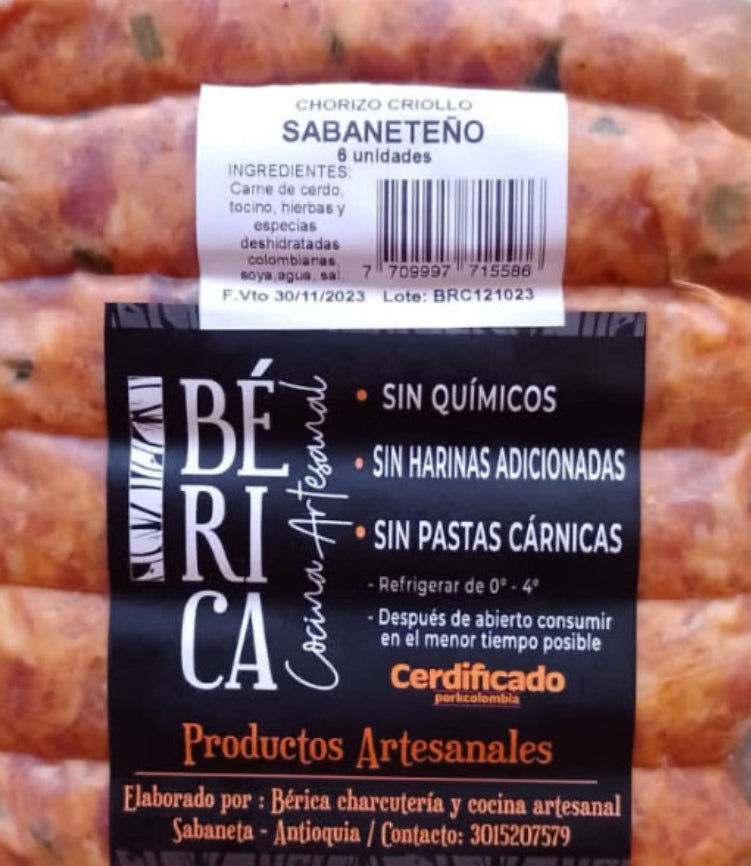 CHORIZO CRIOLLO
SABANETEÑO
6 unidades
INGREDIENTES:
Carne de cerdo,
tocino, hierbas y
especias
deshidratadas
colombianas,
soya,agua, sal.
7 709997 715586
F.Vto 30/11/2023 Lote: BRC121023
BÉ
RI
CA
Cocina Artesanal
• SIN QUÍMICOS
• SIN HARINAS ADICIONADAS
• SIN PASTAS CÁRNICAS
- Refrigerar de 0° - 4°
- Después de abierto consumir
en el menor tiempo posible
Cerdificado
porkcolombia
Productos Artesanales
Elaborado por : Bérica charcutería y cocina artesanal
Sabaneta - Antioquia / Contacto: 3015207579